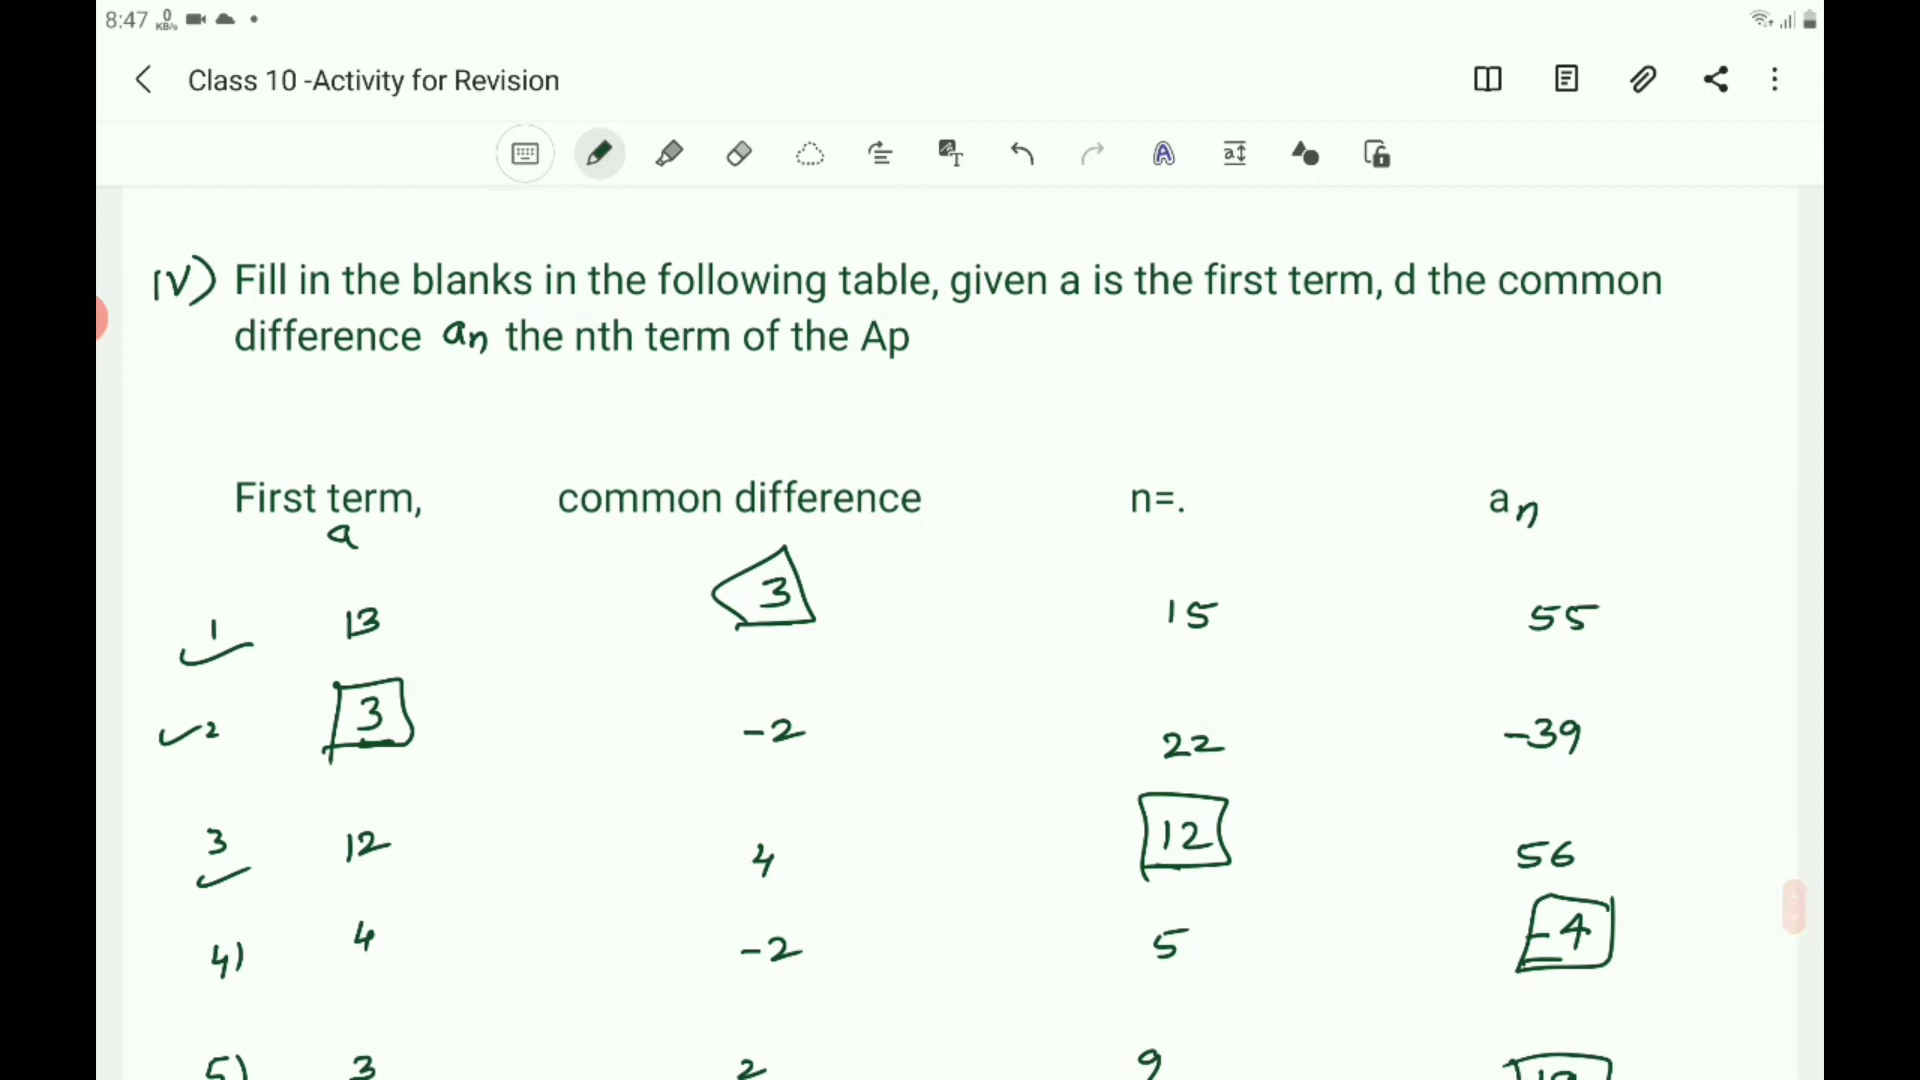 8:47 0 KB/s
Class 10 -Activity for Revision
IV) Fill in the blanks in the following table, given a is the first term, d the common
difference an the nth term of the Ap
First term, common difference n=. an
a
1 13 3 15 55
2 3 -2 22 -39
3 12 4 12 56
4) 4 -2 5 -4
5) 3 2 9